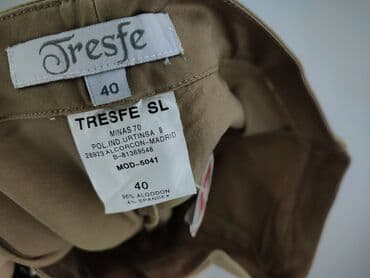 Tresfe
40
TRESFE SL
MINAS 70
POL.IND URTINSA II
28923 ALCORCON-MADRID
B-81369548
MOD-5041
40
96% ALGODON
4% SPANDEX